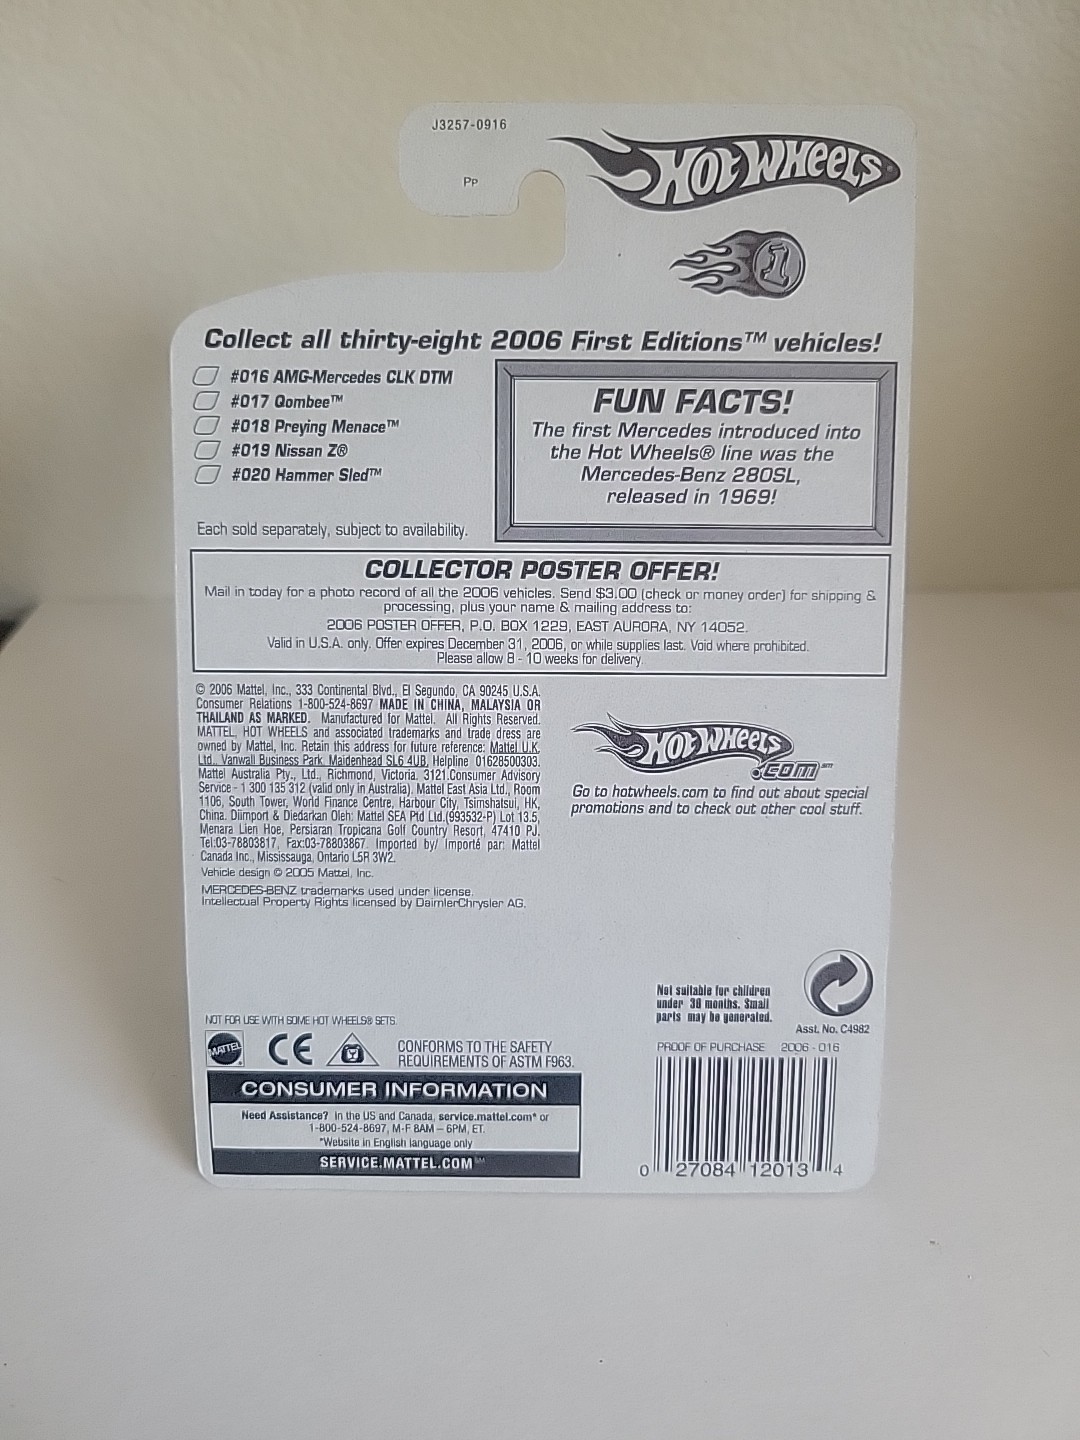 J3257-0916
Pp
HOT WHEELS
1
Collect all thirty-eight 2006 First Editions™ vehicles!
#016 AMG-Mercedes CLK DTM
#017 Qombee™
#018 Preying Menace™
#019 Nissan Z®
#020 Hammer Sled™
Each sold separately, subject to availability.
FUN FACTS!
The first Mercedes introduced into
the Hot Wheels® line was the
Mercedes-Benz 280SL,
released in 1969!
COLLECTOR POSTER OFFER!
Mail in today for a photo record of all the 2006 vehicles. Send $3.00 (check or money order) for shipping &
processing, plus your name & mailing address to:
2006 POSTER OFFER, P.O. BOX 1229, EAST AURORA, NY 14052.
Valid in U.S.A. only. Offer expires December 31, 2006, or while supplies last. Void where prohibited.
Please allow 8 - 10 weeks for delivery.
© 2006 Mattel, Inc., 333 Continental Blvd., El Segundo, CA 90245 U.S.A.
Consumer Relations 1-800-524-8697 MADE IN CHINA, MALAYSIA OR
THAILAND AS MARKED. Manufactured for Mattel. All Rights Reserved.
MATTEL, HOT WHEELS and associated trademarks and trade dress are
owned by Mattel, Inc. Retain this address for future reference: Mattel U.K.
Ltd., Vanwall Business Park, Maidenhead SL6 4UB, Helpline 01628500303.
Mattel Australia Pty., Ltd., Richmond, Victoria. 3121.Consumer Advisory
Service - 1 300 135 312 (valid only in Australia). Mattel East Asia Ltd., Room
1106, South Tower, World Finance Centre, Harbour City, Tsimshatsui, HK,
China. Diimport & Diedarkan Oleh: Mattel SEA Ptd Ltd.(993532-P) Lot 13.5,
Menara Lien Hoe, Persiaran Tropicana Golf Country Resort, 47410 PJ.
Tel:03-78803817, Fax:03-78803867. Imported by/ Importé par: Mattel
Canada Inc., Mississauga, Ontario L5R 3W2.
Vehicle design © 2005 Mattel, Inc.
MERCEDES-BENZ trademarks used under license.
Intellectual Property Rights licensed by DaimlerChrysler AG.
HOT WHEELS
.COM℠
Go to hotwheels.com to find out about special
promotions and to check out other cool stuff.
Not suitable for children
under 36 months. Small
parts may be generated.
Asst. No. C4982
NOT FOR USE WITH SOME HOT WHEELS® SETS.
MATTEL
CE
CONFORMS TO THE SAFETY
REQUIREMENTS OF ASTM F963.
CONSUMER INFORMATION
Need Assistance? In the US and Canada, service.mattel.com* or
1-800-524-8697, M-F 8AM – 6PM, ET.
*Website in English language only
SERVICE.MATTEL.COM℠
PROOF OF PURCHASE 2006 - 016
0 27084 12013 4